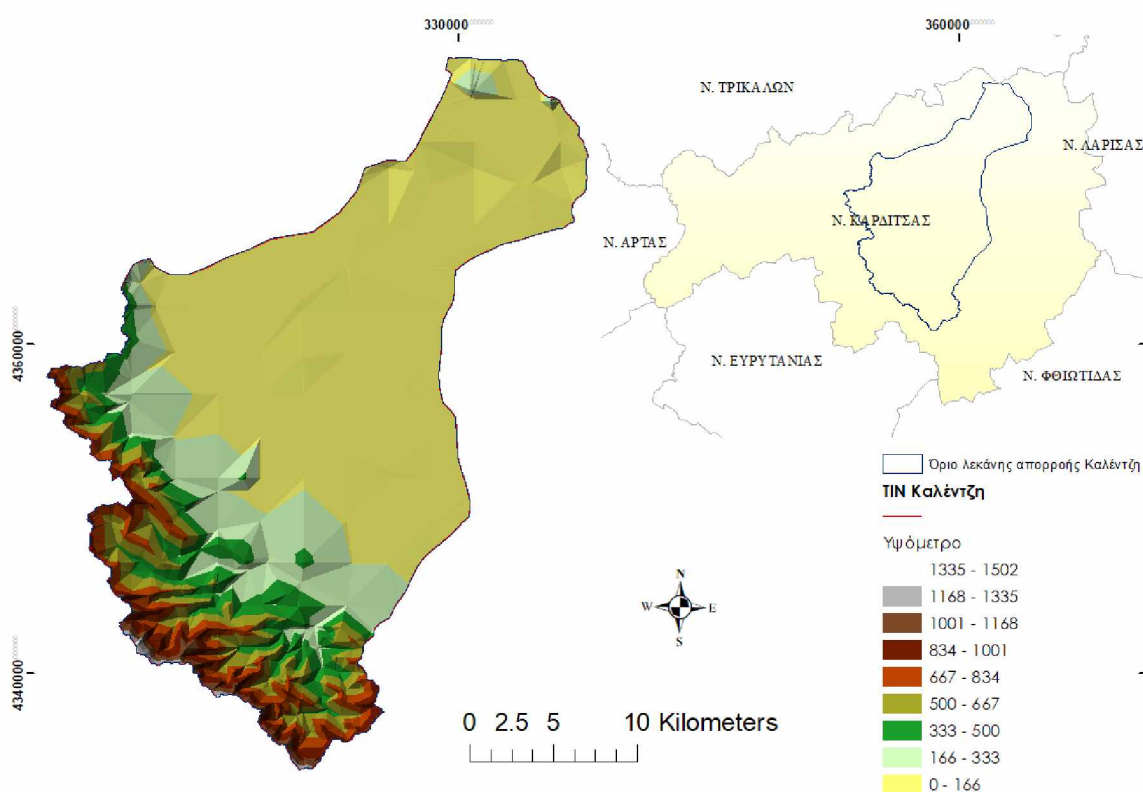 330000
360000
Ν. ΤΡΙΚΑΛΩΝ
Ν. ΛΑΡΙΣΑΣ
Ν. ΚΑΡΔΙΤΣΑΣ
Ν. ΑΡΤΑΣ
4360000
Ν. ΕΥΡΥΤΑΝΙΑΣ
Ν. ΦΘΙΩΤΙΔΑΣ
Όριο λεκάνης απορροής Καλέντζη
TIN Καλέντζη
Υψόμετρο
1335 - 1502
1168 - 1335
1001 - 1168
834 - 1001
667 - 834
500 - 667
333 - 500
166 - 333
0 - 166
N
W
E
S
4340000
0 2.5 5 10 Kilometers